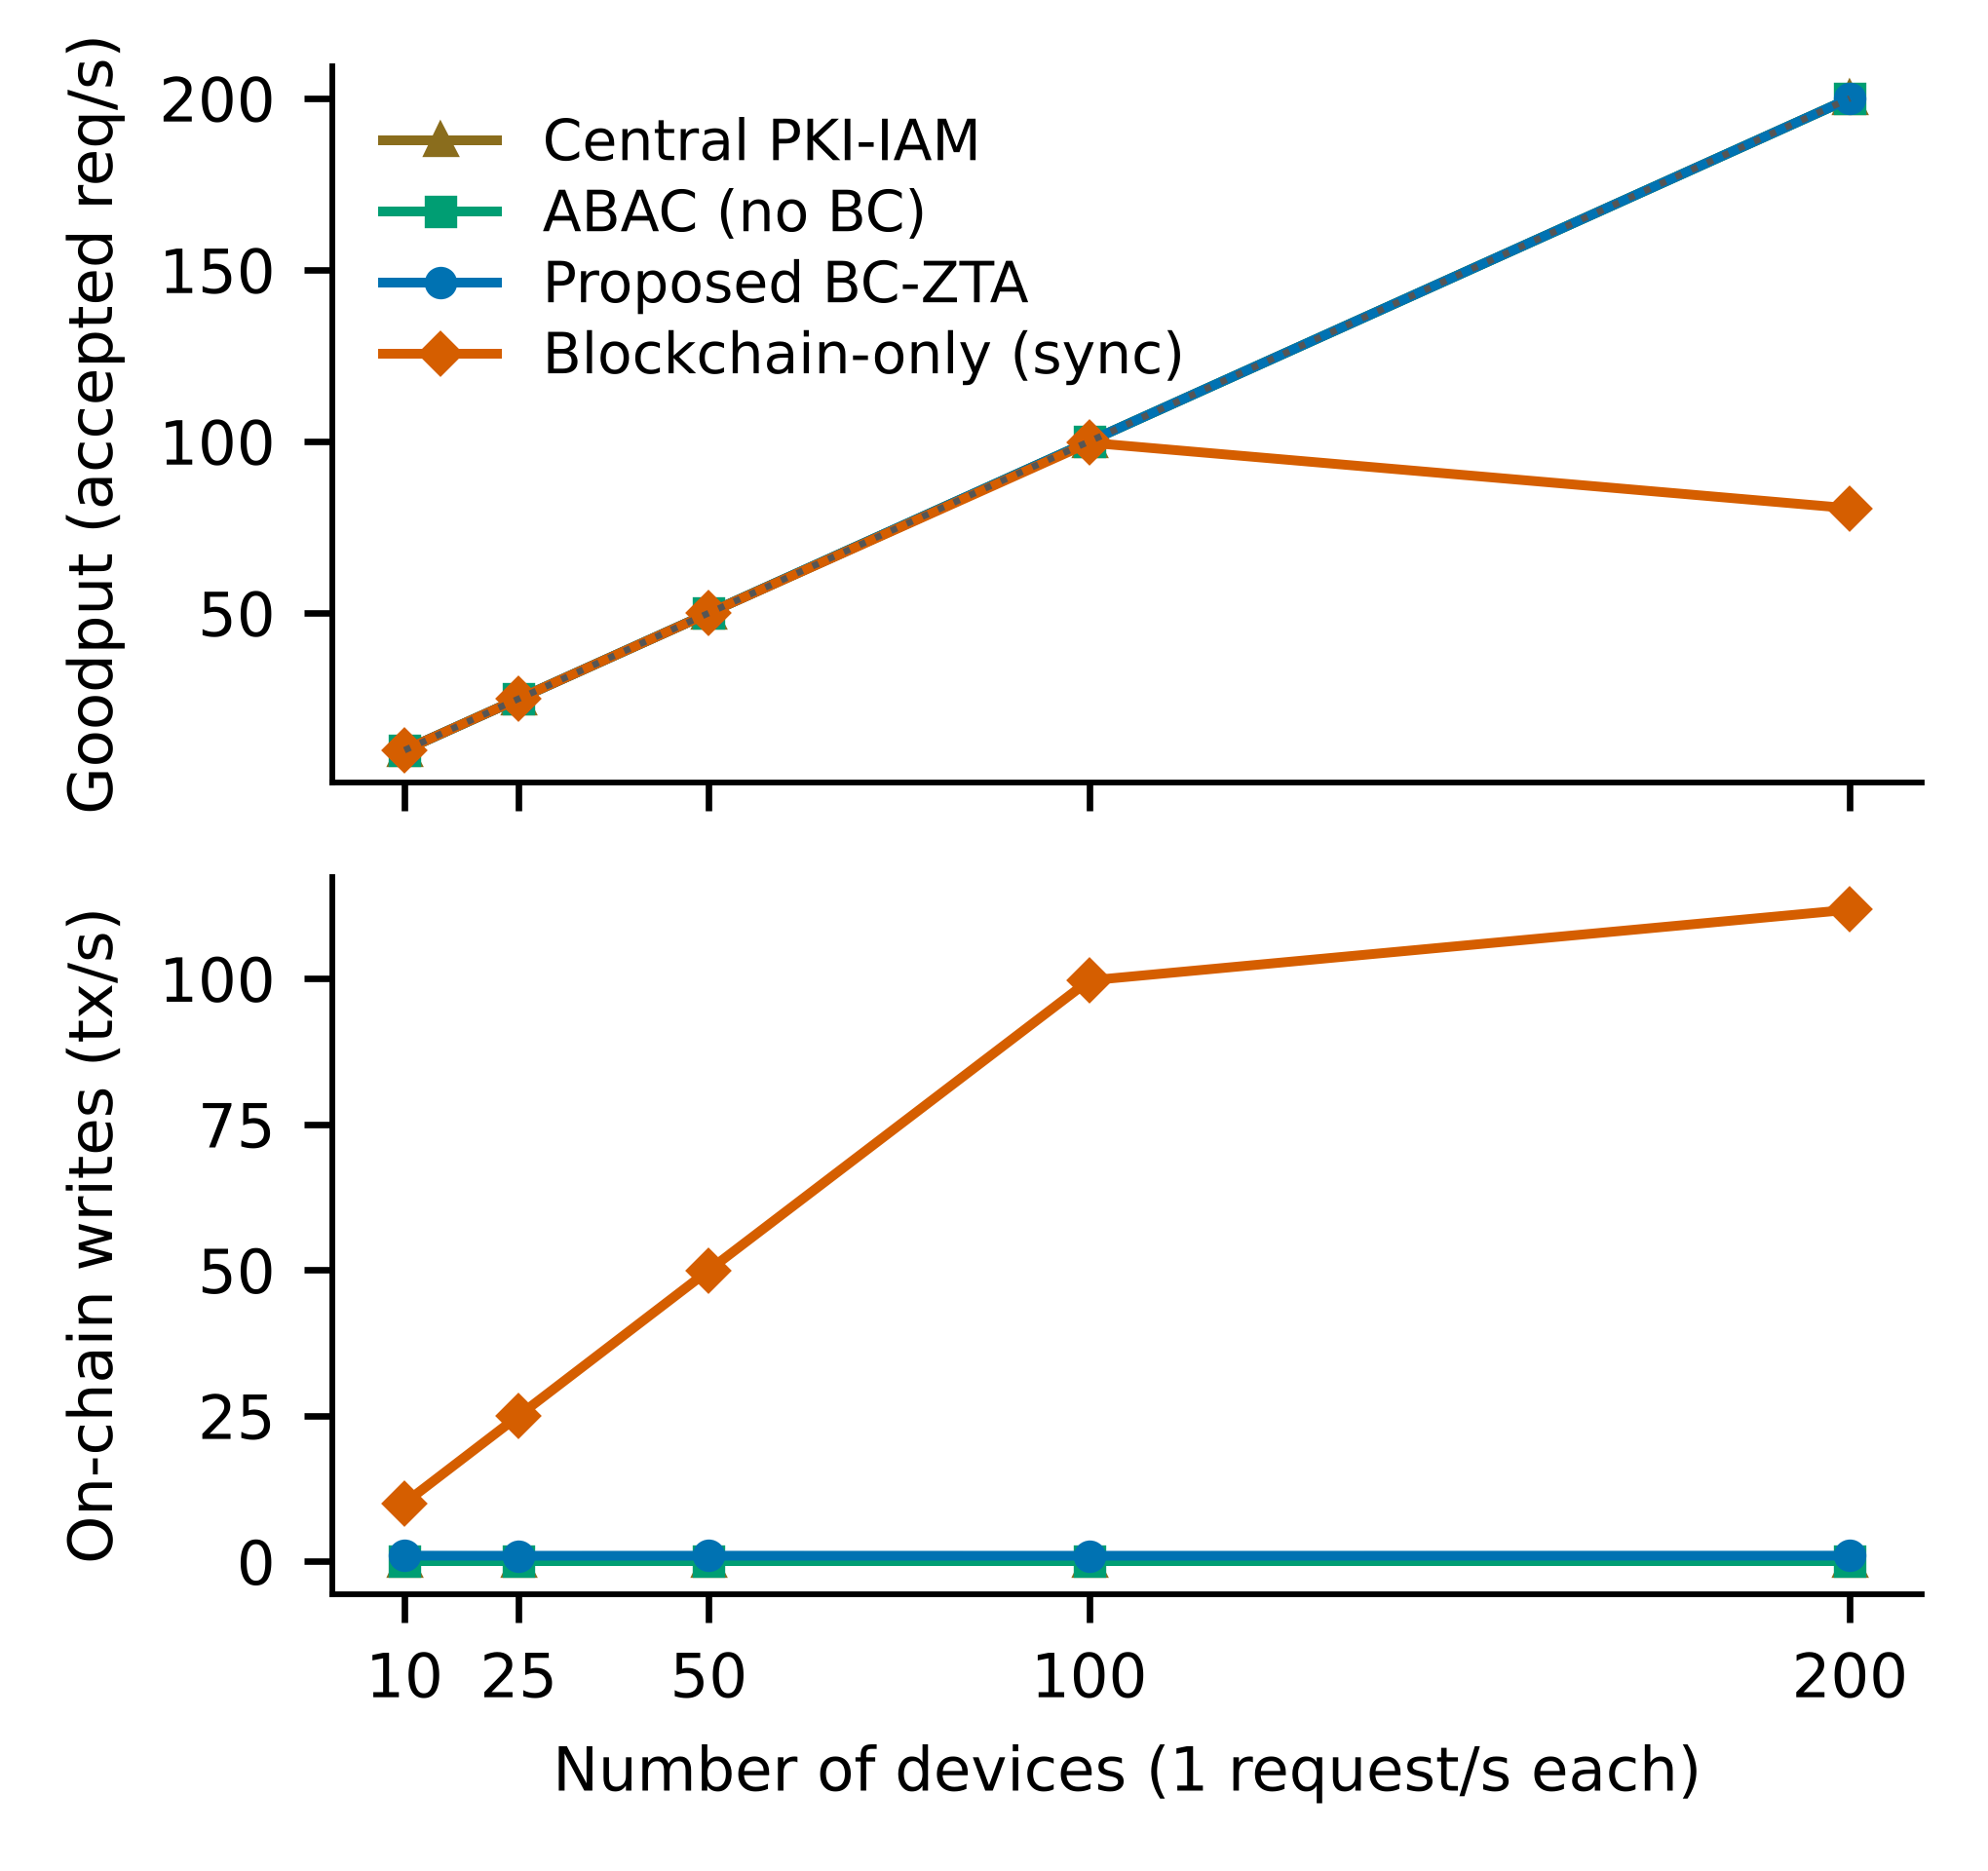 Goodput (accepted req/s)
200
150
100
50
Central PKI-IAM
ABAC (no BC)
Proposed BC-ZTA
Blockchain-only (sync)
On-chain writes (tx/s)
100
75
50
25
0
10 25 50 100 200
Number of devices (1 request/s each)